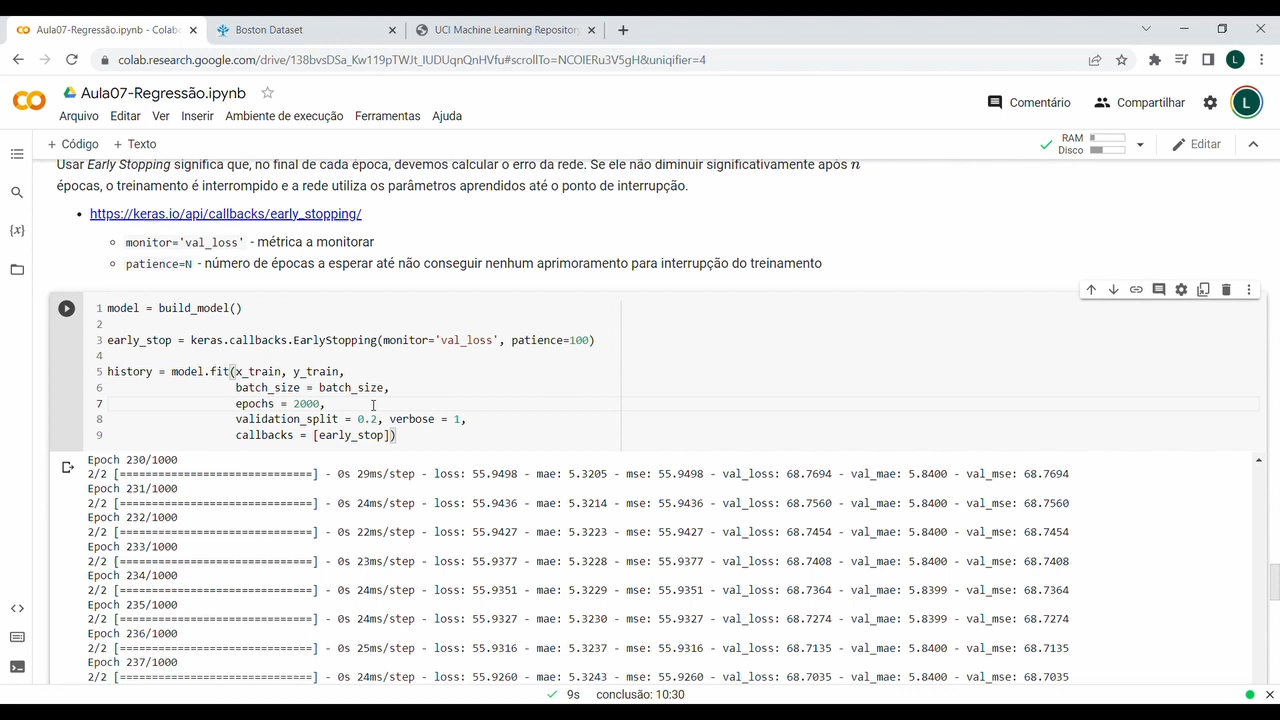 Aula07-Regressão.ipynb - Colab
Boston Dataset
UCI Machine Learning Repository
colab.research.google.com/drive/138bvsDSa_Kw119pTWJt_IUDUqnQnHVfu#scrollTo=NCOIERu3V5gH&uniqifier=4
L
Aula07-Regressão.ipynb
Comentário
Compartilhar
L
Arquivo Editar Ver Inserir Ambiente de execução Ferramentas Ajuda
+ Código + Texto
RAM
Disco
Editar
Usar Early Stopping significa que, no final de cada época, devemos calcular o erro da rede. Se ele não diminuir significativamente após n
épocas, o treinamento é interrompido e a rede utiliza os parâmetros aprendidos até o ponto de interrupção.
https://keras.io/api/callbacks/early_stopping/
monitor='val_loss' - métrica a monitorar
patience=N - número de épocas a esperar até não conseguir nenhum aprimoramento para interrupção do treinamento
1 model = build_model()
2
3 early_stop = keras.callbacks.EarlyStopping(monitor='val_loss', patience=100)
4
5 history = model.fit(x_train, y_train,
6 batch_size = batch_size,
7 epochs = 2000,
8 validation_split = 0.2, verbose = 1,
9 callbacks = [early_stop])
Epoch 230/1000
2/2 [==============================] - 0s 29ms/step - loss: 55.9498 - mae: 5.3205 - mse: 55.9498 - val_loss: 68.7694 - val_mae: 5.8400 - val_mse: 68.7694
Epoch 231/1000
2/2 [==============================] - 0s 24ms/step - loss: 55.9436 - mae: 5.3214 - mse: 55.9436 - val_loss: 68.7560 - val_mae: 5.8400 - val_mse: 68.7560
Epoch 232/1000
2/2 [==============================] - 0s 22ms/step - loss: 55.9427 - mae: 5.3223 - mse: 55.9427 - val_loss: 68.7454 - val_mae: 5.8400 - val_mse: 68.7454
Epoch 233/1000
2/2 [==============================] - 0s 23ms/step - loss: 55.9377 - mae: 5.3228 - mse: 55.9377 - val_loss: 68.7408 - val_mae: 5.8400 - val_mse: 68.7408
Epoch 234/1000
2/2 [==============================] - 0s 24ms/step - loss: 55.9351 - mae: 5.3229 - mse: 55.9351 - val_loss: 68.7364 - val_mae: 5.8399 - val_mse: 68.7364
Epoch 235/1000
2/2 [==============================] - 0s 24ms/step - loss: 55.9327 - mae: 5.3230 - mse: 55.9327 - val_loss: 68.7274 - val_mae: 5.8399 - val_mse: 68.7274
Epoch 236/1000
2/2 [==============================] - 0s 25ms/step - loss: 55.9316 - mae: 5.3237 - mse: 55.9316 - val_loss: 68.7135 - val_mae: 5.8400 - val_mse: 68.7135
Epoch 237/1000
2/2 [==============================] - 0s 24ms/step - loss: 55.9260 - mae: 5.3243 - mse: 55.9260 - val_loss: 68.7035 - val_mae: 5.8400 - val_mse: 68.7035
9s conclusão: 10:30